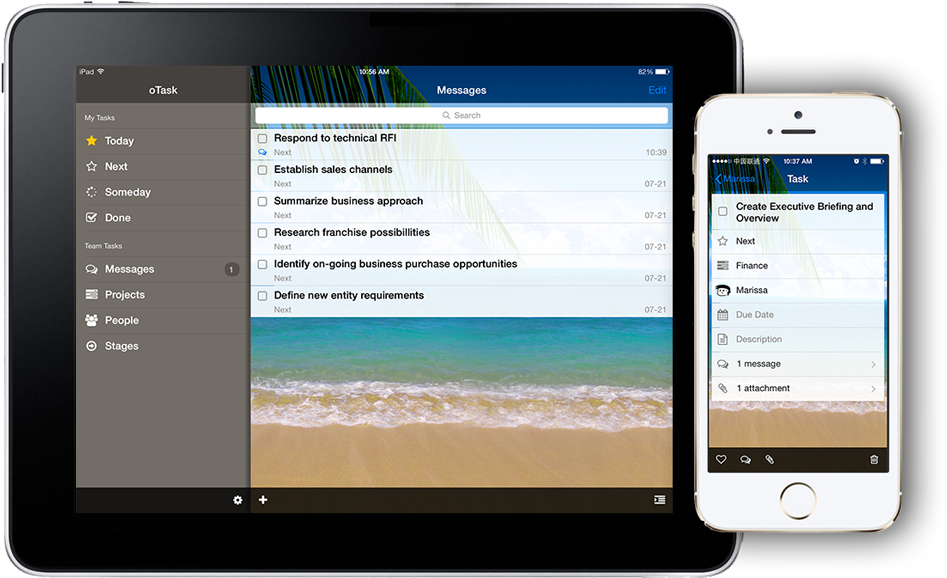 iPad
10:56 AM
82%
oTask
My Tasks
Today
Next
Someday
Done
Team Tasks
Messages 1
Projects
People
Stages
Messages
Edit
Search
Respond to technical RFI
Next 10:39
Establish sales channels
Next 07-21
Summarize business approach
Next 07-21
Research franchise possibillities
Next 07-21
Identify on-going business purchase opportunities
Next 07-21
Define new entity requirements
Next 07-21
中国联通 10:37 AM
Marissa Task
Create Executive Briefing and
Overview
Next
Finance
Marissa
Due Date
Description
1 message
1 attachment